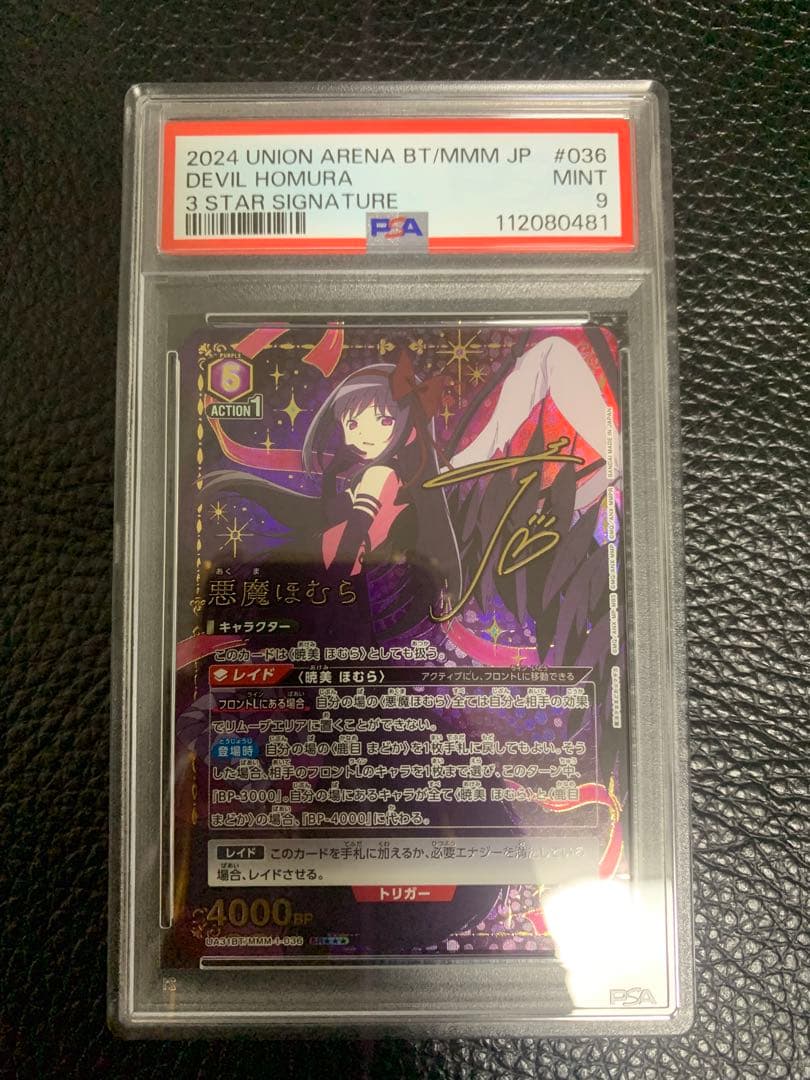 2024 UNION ARENA BT/MMM JP #036
DEVIL HOMURA MINT
3 STAR SIGNATURE 9
PSA 112080481
PURPLE
6
ACTION 1
BANDAI MADE IN JAPAN
あくま
悪魔ほむら
キャラクター
このカードは〈暁美 ほむら〉としても扱う。
レイド 〈暁美 ほむら〉 アクティブにし、フロントLに移動できる
フロントLにある場合 自分の場の〈悪魔ほむら〉全ては自分と相手の効果
でリムーブエリアに置くことができない。
登場時 自分の場の〈鹿目 まどか〉を1枚手札に戻してもよい。そう
した場合、相手のフロントLのキャラを1枚まで選び、このターン中、
『BP-3000』。自分の場にあるキャラが全て〈暁美 ほむら〉と〈鹿目
まどか〉の場合、『BP-4000』に代わる。
レイド このカードを手札に加えるか、必要エナジーを満たしている
場合、レイドさせる。
トリガー
4000BP
UA31BT/MMM-1-036 SR★★★
PSA